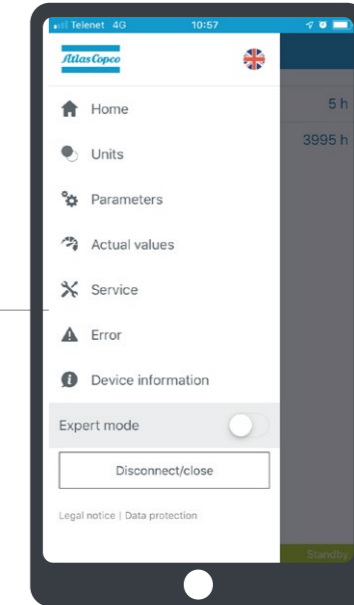 Telenet 4G 10:57
Atlas Copco
Home
5 h
Units
3995 h
Parameters
Actual values
Service
Error
Device information
Expert mode
Disconnect/close
Legal notice | Data protection
Standby